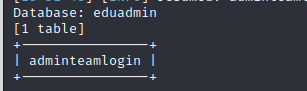 Database: eduadmin
[1 table]
+----------------+
| adminteamlogin |
+----------------+